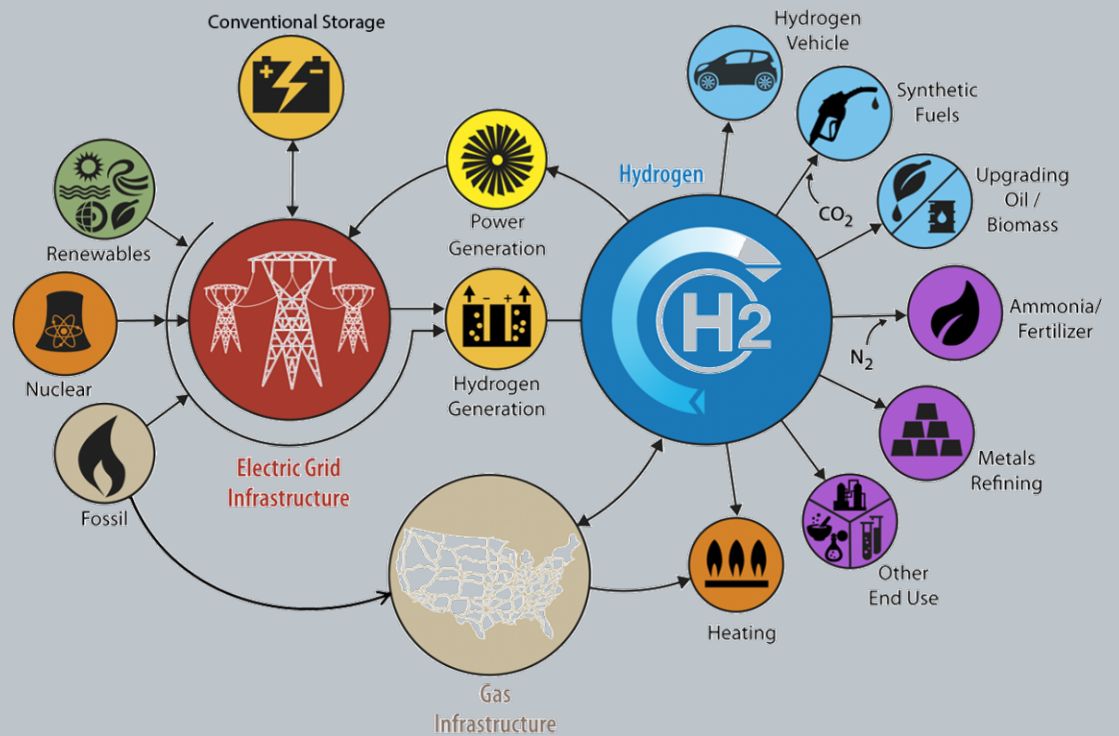 Conventional Storage
Hydrogen
Vehicle
Synthetic
Fuels
CO2
Upgrading
Oil /
Biomass
Renewables
Power
Generation
Hydrogen
H2
Nuclear
- +
Hydrogen
Generation
Ammonia/
Fertilizer
N2
Fossil
Electric Grid
Infrastructure
Metals
Refining
Other
End Use
Heating
Gas
Infrastructure
+ -